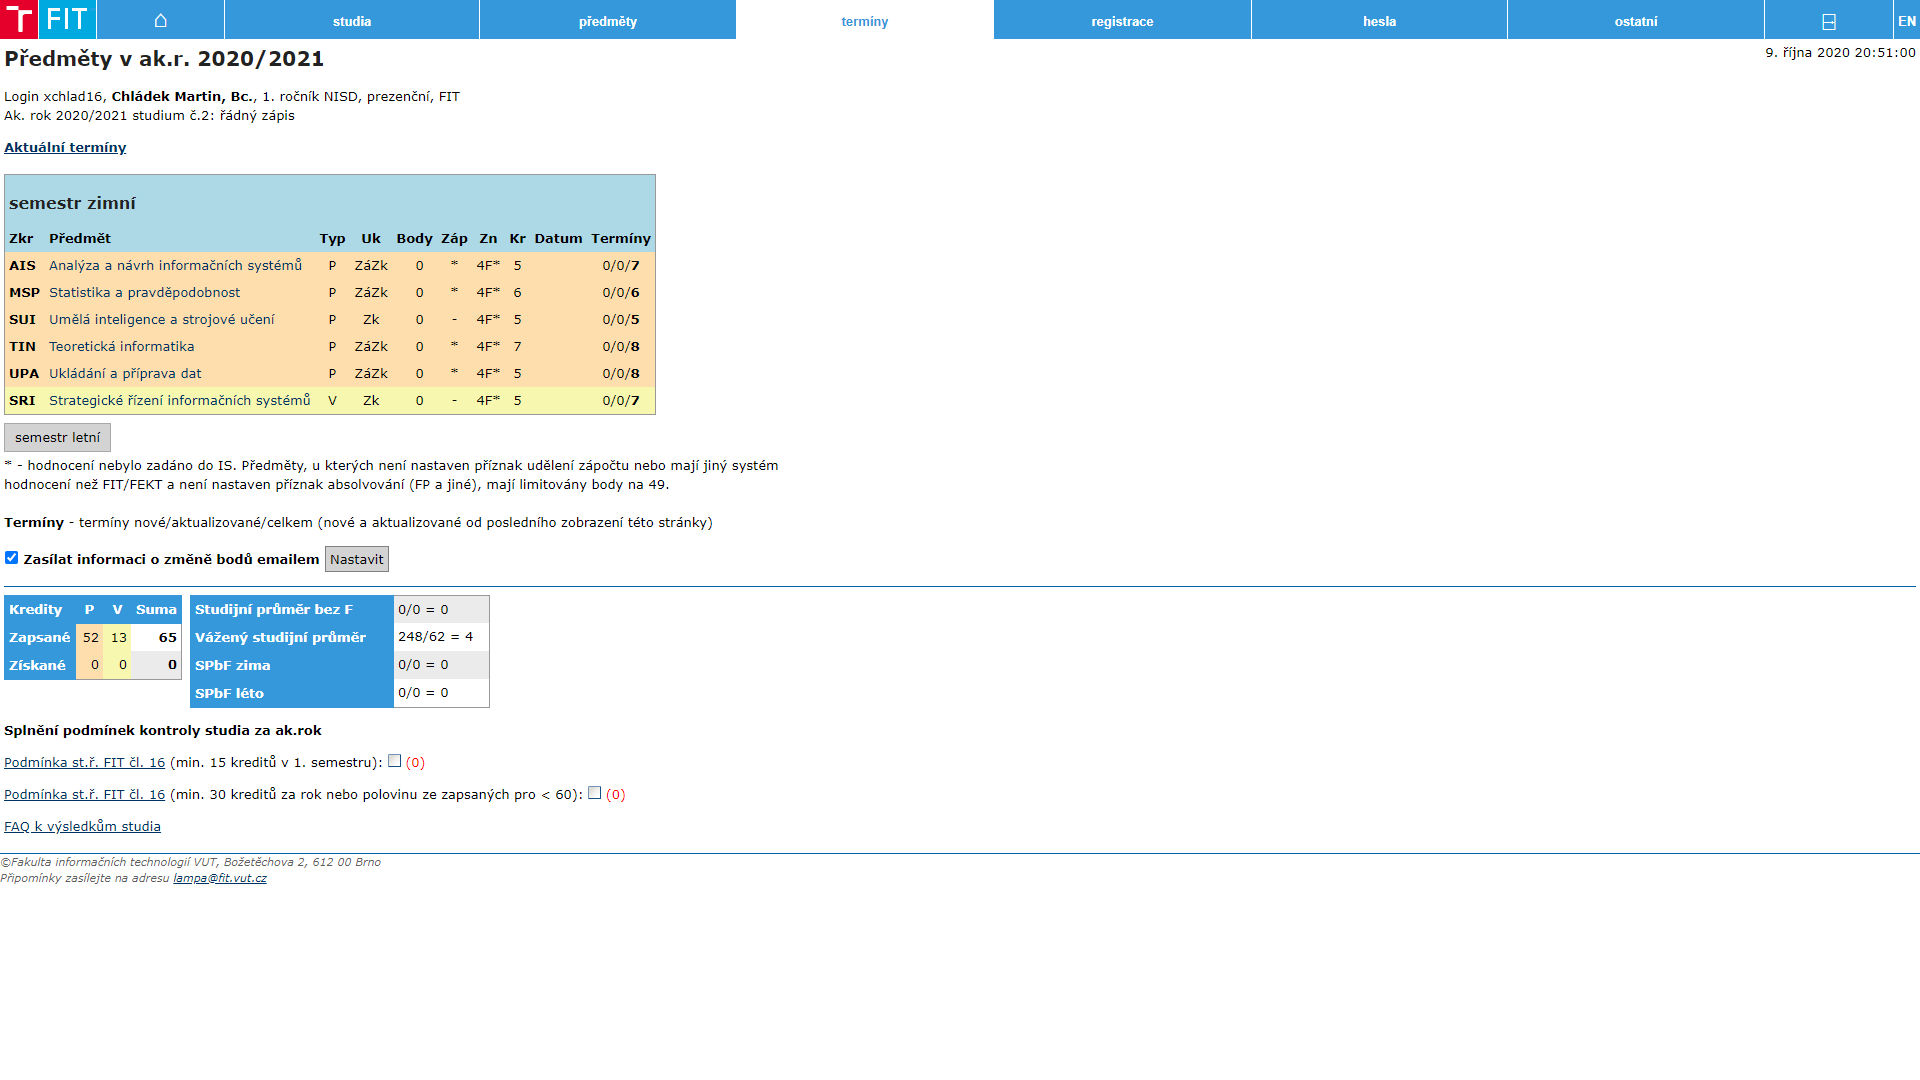 T FIT studia předměty termíny registrace hesla ostatní EN
Předměty v ak.r. 2020/2021
9. října 2020 20:51:00
Login xchlad16, Chládek Martin, Bc., 1. ročník NISD, prezenční, FIT
Ak. rok 2020/2021 studium č.2: řádný zápis
Aktuální termíny
semestr zimní
Zkr Předmět Typ Uk Body Záp Zn Kr Datum Termíny
AIS Analýza a návrh informačních systémů P ZáZk 0 * 4F* 5 0/0/7
MSP Statistika a pravděpodobnost P ZáZk 0 * 4F* 6 0/0/6
SUI Umělá inteligence a strojové učení P Zk 0 - 4F* 5 0/0/5
TIN Teoretická informatika P ZáZk 0 * 4F* 7 0/0/8
UPA Ukládání a příprava dat P ZáZk 0 * 4F* 5 0/0/8
SRI Strategické řízení informačních systémů V Zk 0 - 4F* 5 0/0/7
semestr letní
* - hodnocení nebylo zadáno do IS. Předměty, u kterých není nastaven příznak udělení zápočtu nebo mají jiný systém
hodnocení než FIT/FEKT a není nastaven příznak absolvování (FP a jiné), mají limitovány body na 49.
Termíny - termíny nové/aktualizované/celkem (nové a aktualizované od posledního zobrazení této stránky)
Zasílat informaci o změně bodů emailem Nastavit
Kredity P V Suma
Zapsané 52 13 65
Získané 0 0 0
Studijní průměr bez F 0/0 = 0
Vážený studijní průměr 248/62 = 4
SPbF zima 0/0 = 0
SPbF léto 0/0 = 0
Splnění podmínek kontroly studia za ak.rok
Podmínka st.ř. FIT čl. 16 (min. 15 kreditů v 1. semestru): (0)
Podmínka st.ř. FIT čl. 16 (min. 30 kreditů za rok nebo polovinu ze zapsaných pro < 60): (0)
FAQ k výsledkům studia
©Fakulta informačních technologií VUT, Božetěchova 2, 612 00 Brno
Připomínky zasílejte na adresu lampa@fit.vut.cz